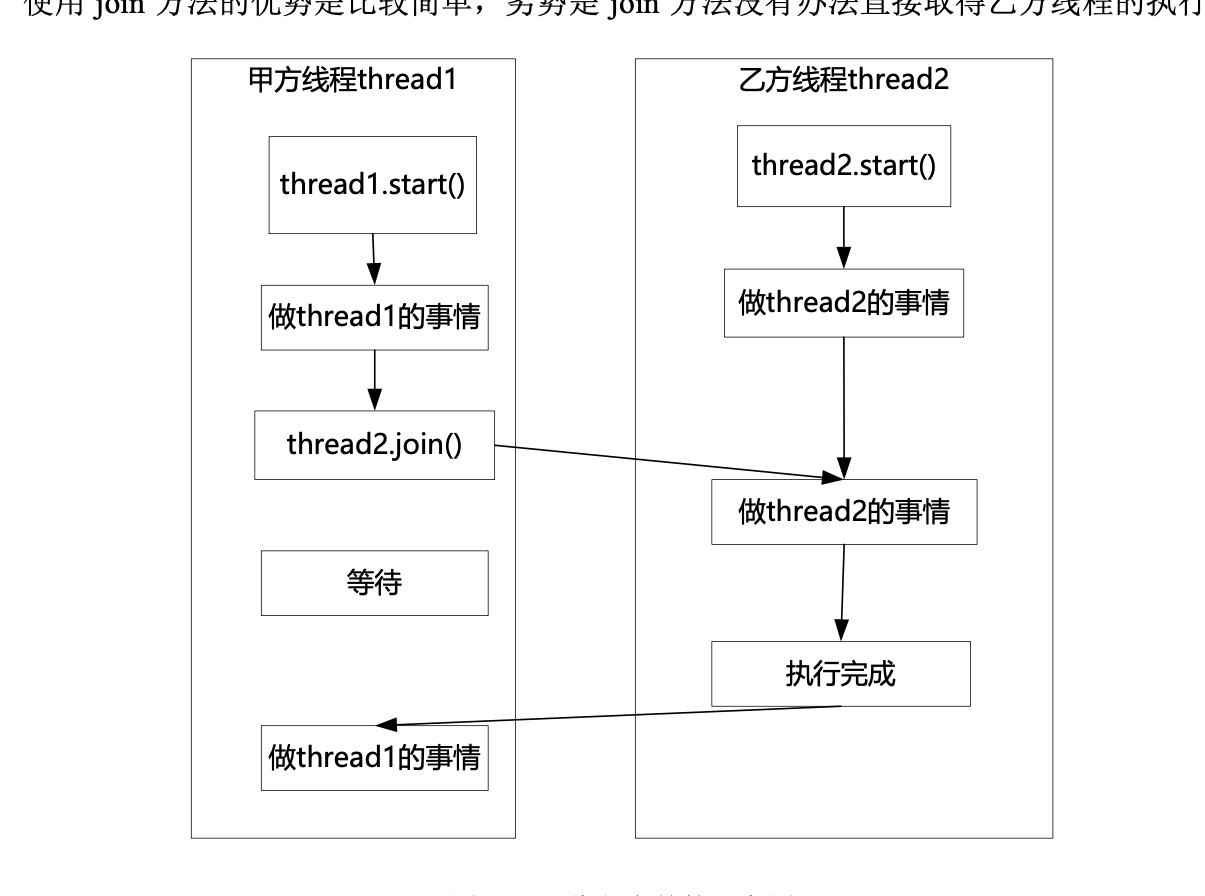 使用 join 方法的优势是比较简单，劣势是 join 方法没有办法直接取得乙方线程的执行
甲方线程thread1
thread1.start()
做thread1的事情
thread2.join()
等待
做thread1的事情
乙方线程thread2
thread2.start()
做thread2的事情
做thread2的事情
执行完成